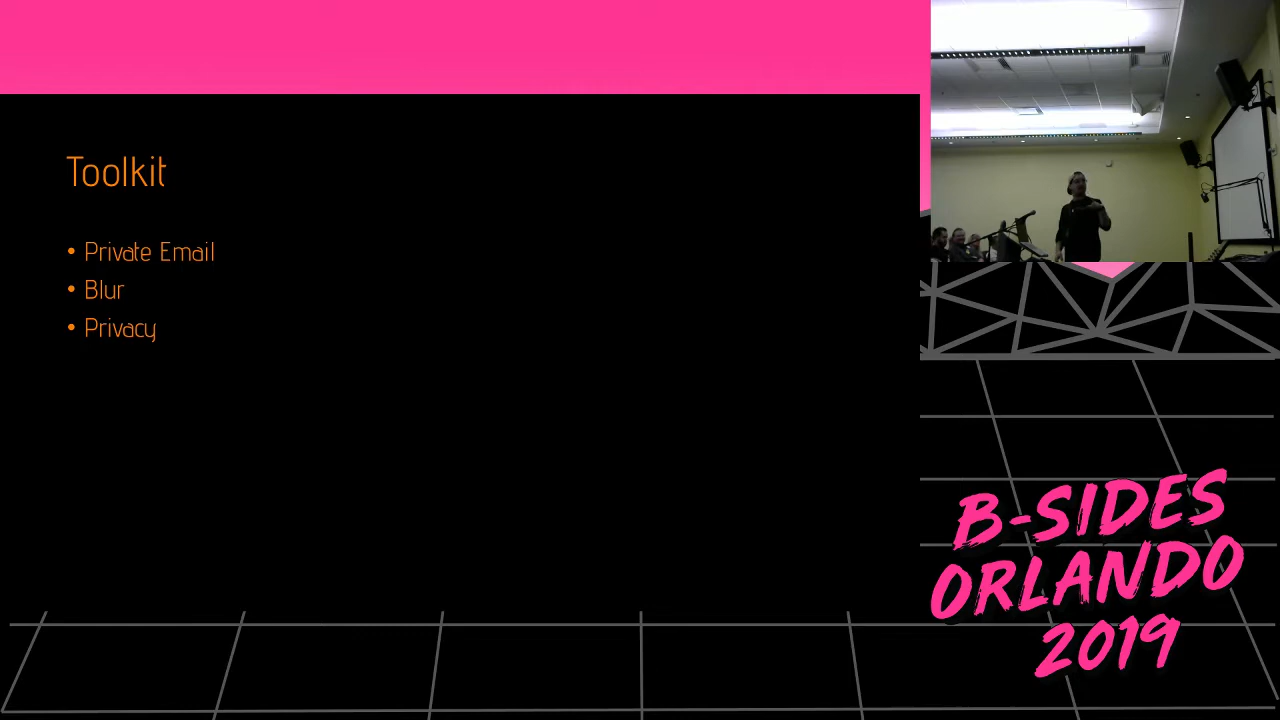 Toolkit
• Private Email
• Blur
• Privacy
B-SIDES
ORLANDO
2019